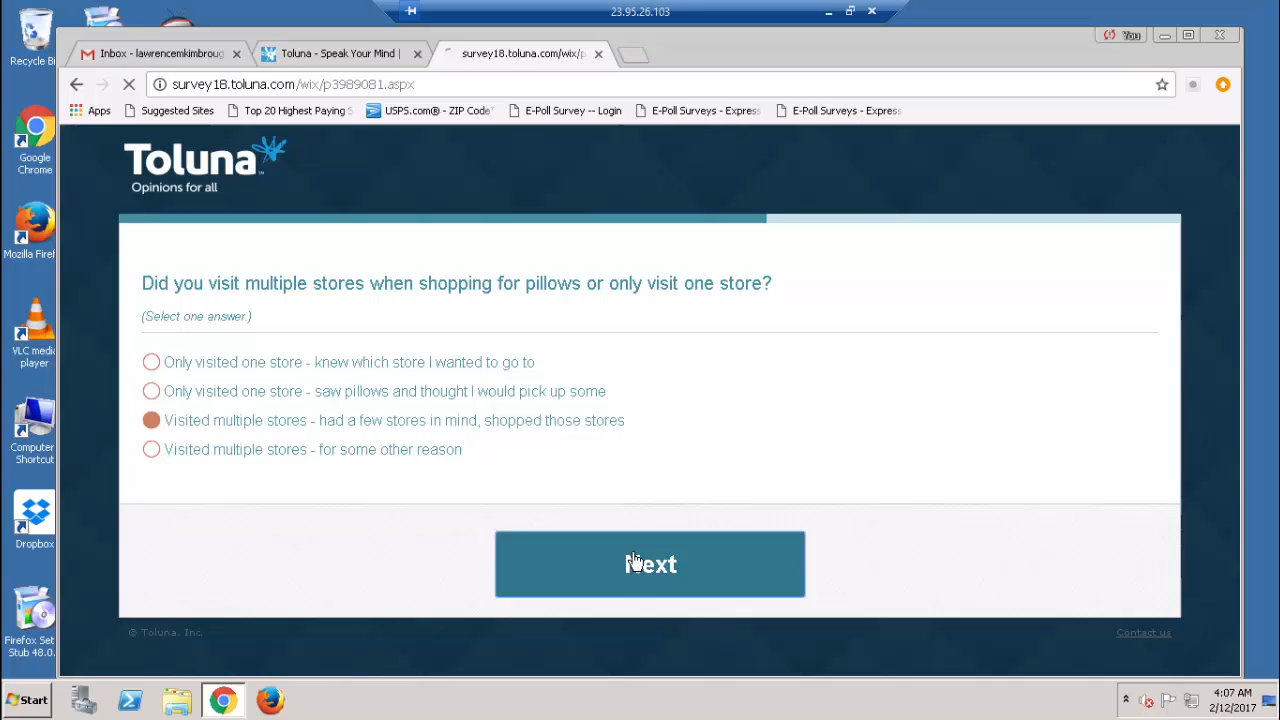 23.95.26.103
Recycle Bi
Inbox - lawrencemkimbroug
Toluna - Speak Your Mind |
survey18.toluna.com/wix/p
You
survey18.toluna.com/wix/p3989081.aspx
Apps
Suggested Sites
Top 20 Highest Paying S
USPS.com® - ZIP Code
E-Poll Survey -- Login
E-Poll Surveys - Express
E-Poll Surveys - Express
Google
Chrome
Mozilla Firef
VLC media
player
Computer
Shortcut
Dropbox
Firefox Set
Stub 48.0.
Toluna
Opinions for all
Did you visit multiple stores when shopping for pillows or only visit one store?
(Select one answer.)
Only visited one store - knew which store I wanted to go to
Only visited one store - saw pillows and thought I would pick up some
Visited multiple stores - had a few stores in mind, shopped those stores
Visited multiple stores - for some other reason
Next
© Toluna, Inc.
Contact us
Start
4:07 AM
2/12/2017